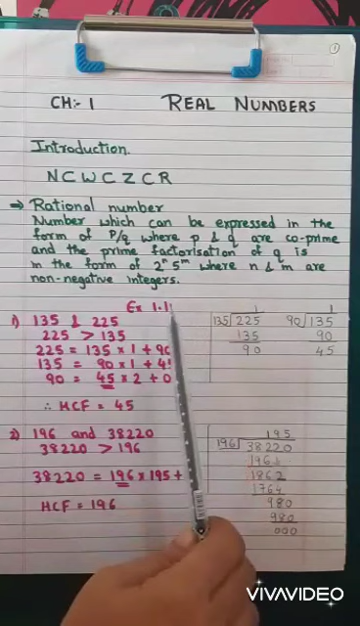 1
CH:- 1 REAL NUMBERS
Introduction.
N C W C Z C R
⇒ Rational number
Number which can be expressed in the
form of P/q where p & q are co-prime
and the prime factorisation of q is
in the form of 2ⁿ 5ᵐ where n & m are
non-negative integers.
Ex 1.1
1) 135 & 225
225 > 135
225 = 135 × 1 + 90
135 = 90 × 1 + 45
90 = 45 × 2 + 0
∴ HCF = 45
1
135 225
135
90
1
90 135
90
45
2) 196 and 38220
38220 > 196
38220 = 196 × 195 +
HCF = 196
195
196 38220
196↓
1862
1764
980
980
000
VIVAVIDEO